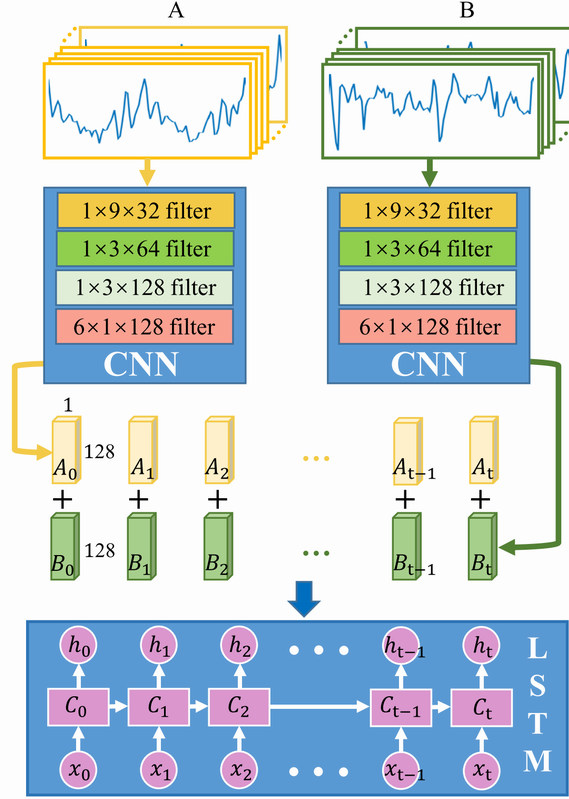 A B
1×9×32 filter 1×9×32 filter
1×3×64 filter 1×3×64 filter
1×3×128 filter 1×3×128 filter
6×1×128 filter 6×1×128 filter
CNN CNN
1
A₀ 128 A₁ A₂ ... Aₜ₋₁ Aₜ
+ + + + +
B₀ 128 B₁ B₂ ... Bₜ₋₁ Bₜ
h₀ h₁ h₂ ... hₜ₋₁ hₜ
C₀ C₁ C₂ Cₜ₋₁ Cₜ
x₀ x₁ x₂ ... xₜ₋₁ xₜ
LSTM